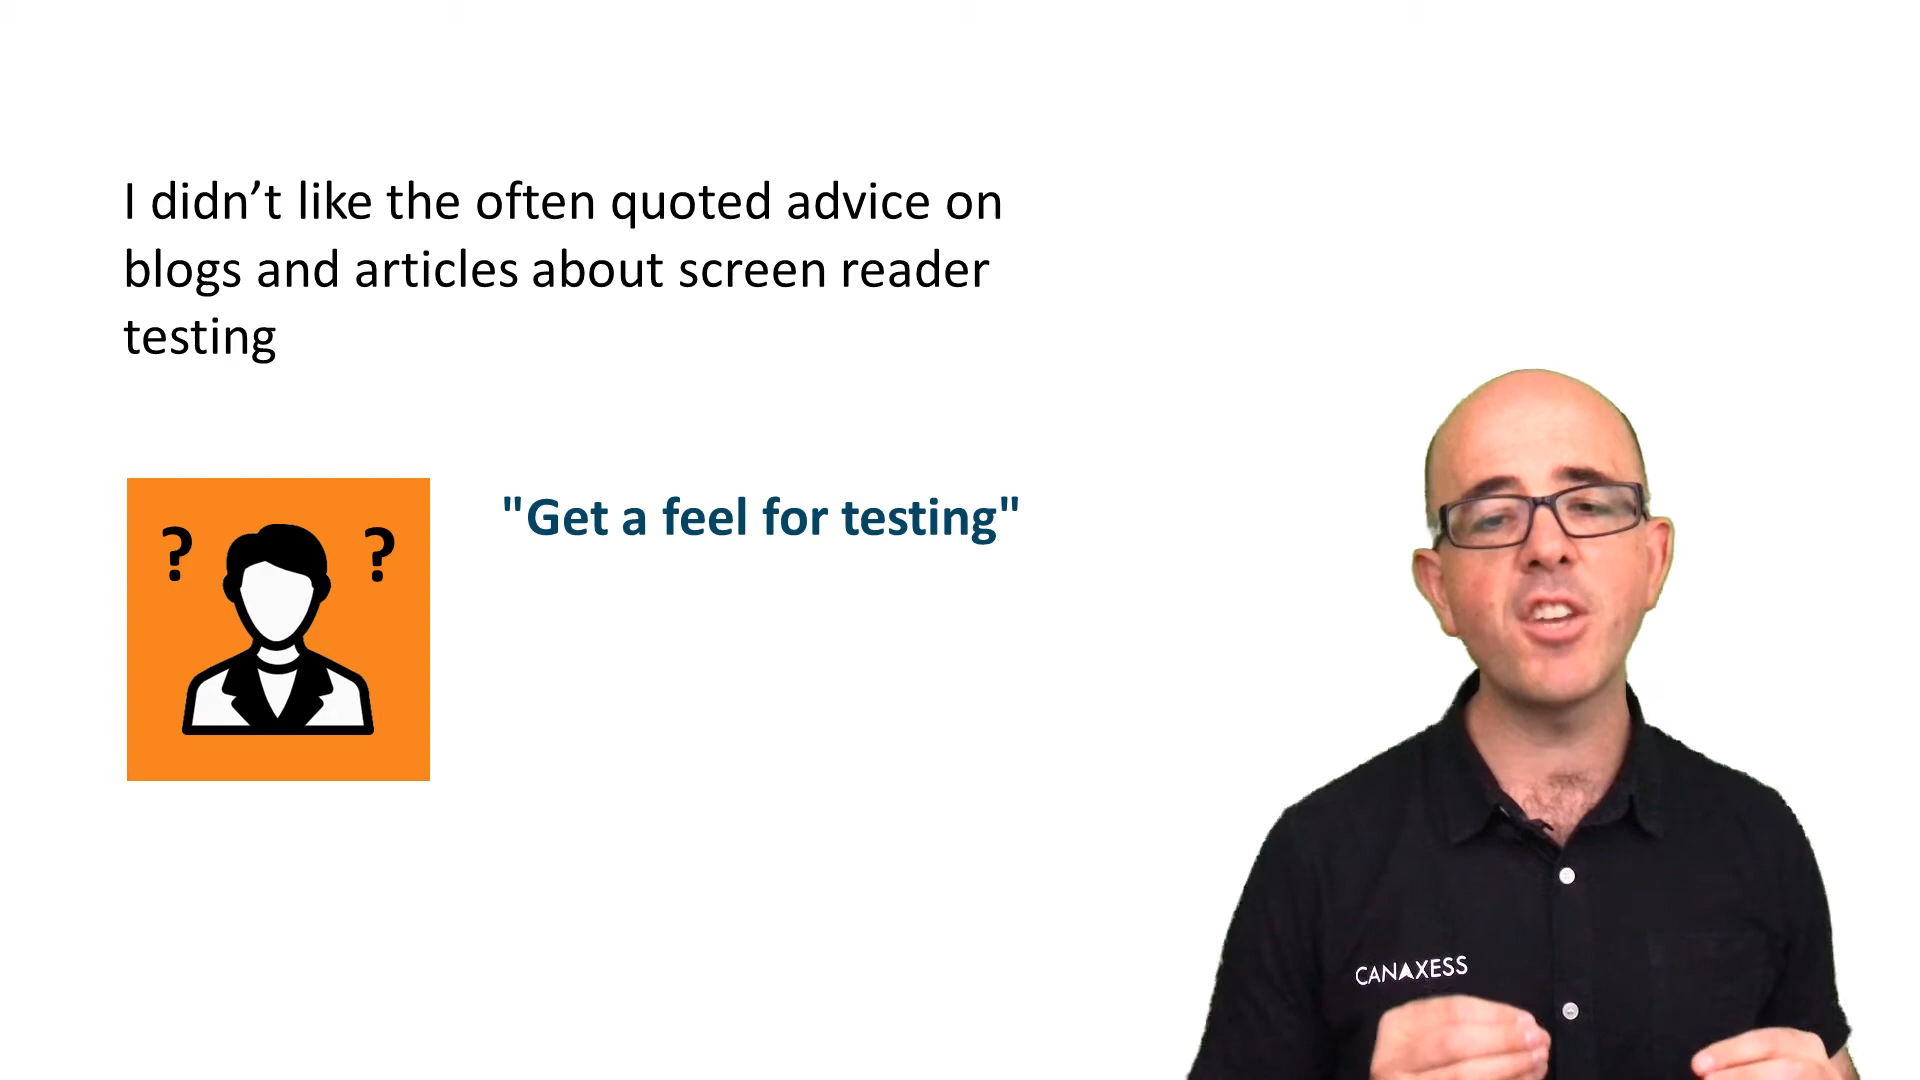 I didn’t like the often quoted advice on
blogs and articles about screen reader
testing
? ?
"Get a feel for testing"
CANAXESS